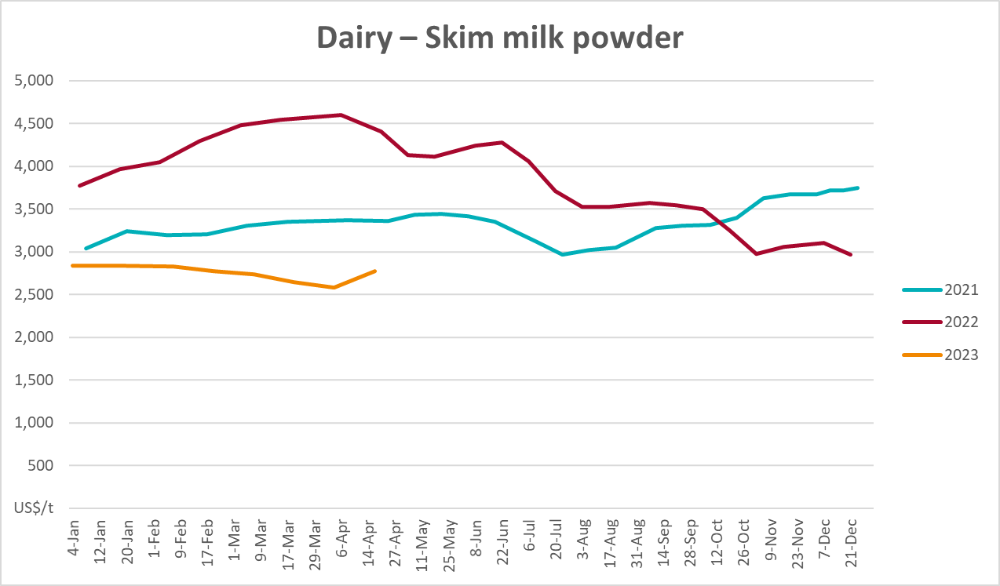 Dairy – Skim milk powder
5,000
4,500
4,000
3,500
3,000
2,500
2,000
1,500
1,000
500
US$/t
2021
2022
2023
4-Jan
12-Jan
20-Jan
1-Feb
9-Feb
17-Feb
1-Mar
9-Mar
17-Mar
29-Mar
6-Apr
14-Apr
27-Apr
11-May
25-May
8-Jun
22-Jun
6-Jul
20-Jul
3-Aug
17-Aug
31-Aug
14-Sep
28-Sep
12-Oct
26-Oct
9-Nov
23-Nov
7-Dec
21-Dec